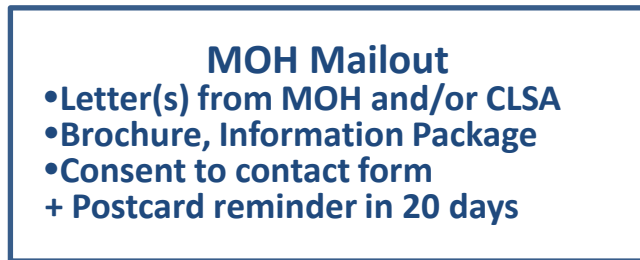 MOH Mailout
•Letter(s) from MOH and/or CLSA
•Brochure, Information Package
•Consent to contact form
+ Postcard reminder in 20 days